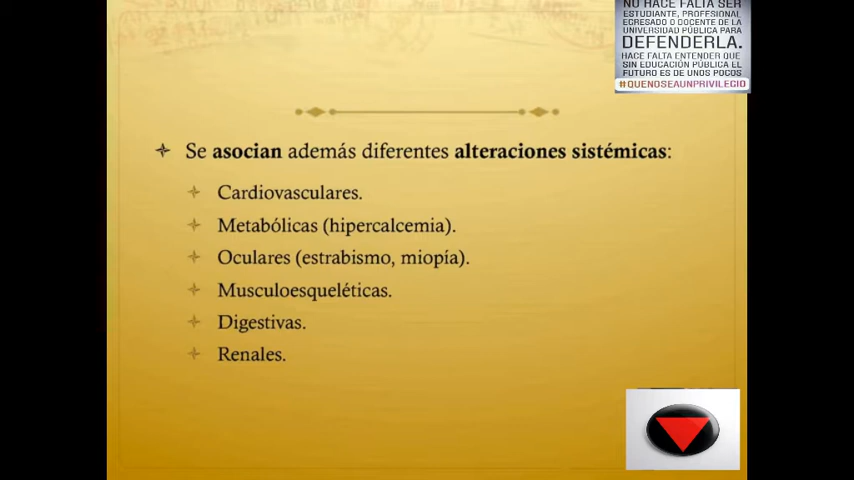 NO HACE FALTA SER
ESTUDIANTE, PROFESIONAL
EGRESADO O DOCENTE DE LA
UNIVERSIDAD PÚBLICA PARA
DEFENDERLA.
HACE FALTA ENTENDER QUE
SIN EDUCACIÓN PÚBLICA EL
FUTURO ES DE UNOS POCOS
#QUENOSEAUNPRIVILEGIO
Se asocian además diferentes alteraciones sistémicas:
Cardiovasculares.
Metabólicas (hipercalcemia).
Oculares (estrabismo, miopía).
Musculoesqueléticas.
Digestivas.
Renales.